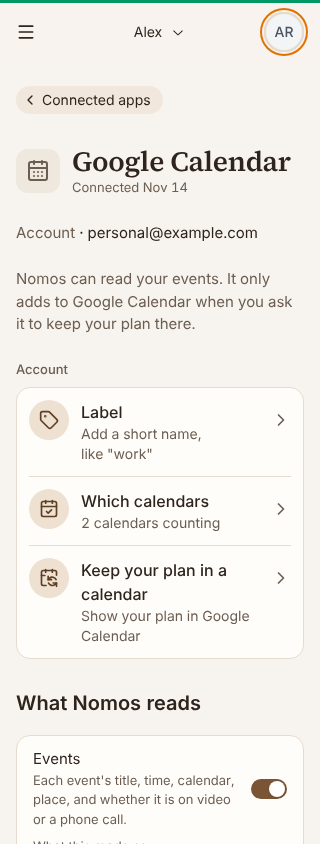 Alex
AR
Connected apps
Google Calendar
Connected Nov 14
Account · personal@example.com
Nomos can read your events. It only
adds to Google Calendar when you ask
it to keep your plan there.
Account
Label
Add a short name,
like "work"
Which calendars
2 calendars counting
Keep your plan in a
calendar
Show your plan in Google
Calendar
What Nomos reads
Events
Each event's title, time, calendar,
place, and whether it is on video
or a phone call.